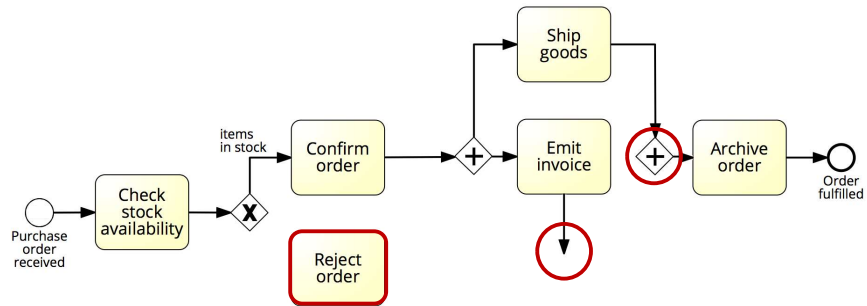 Purchase
order
received
Check
stock
availability
X
items
in stock
Confirm
order
Reject
order
+
Ship
goods
Emit
invoice
+
Archive
order
Order
fulfilled